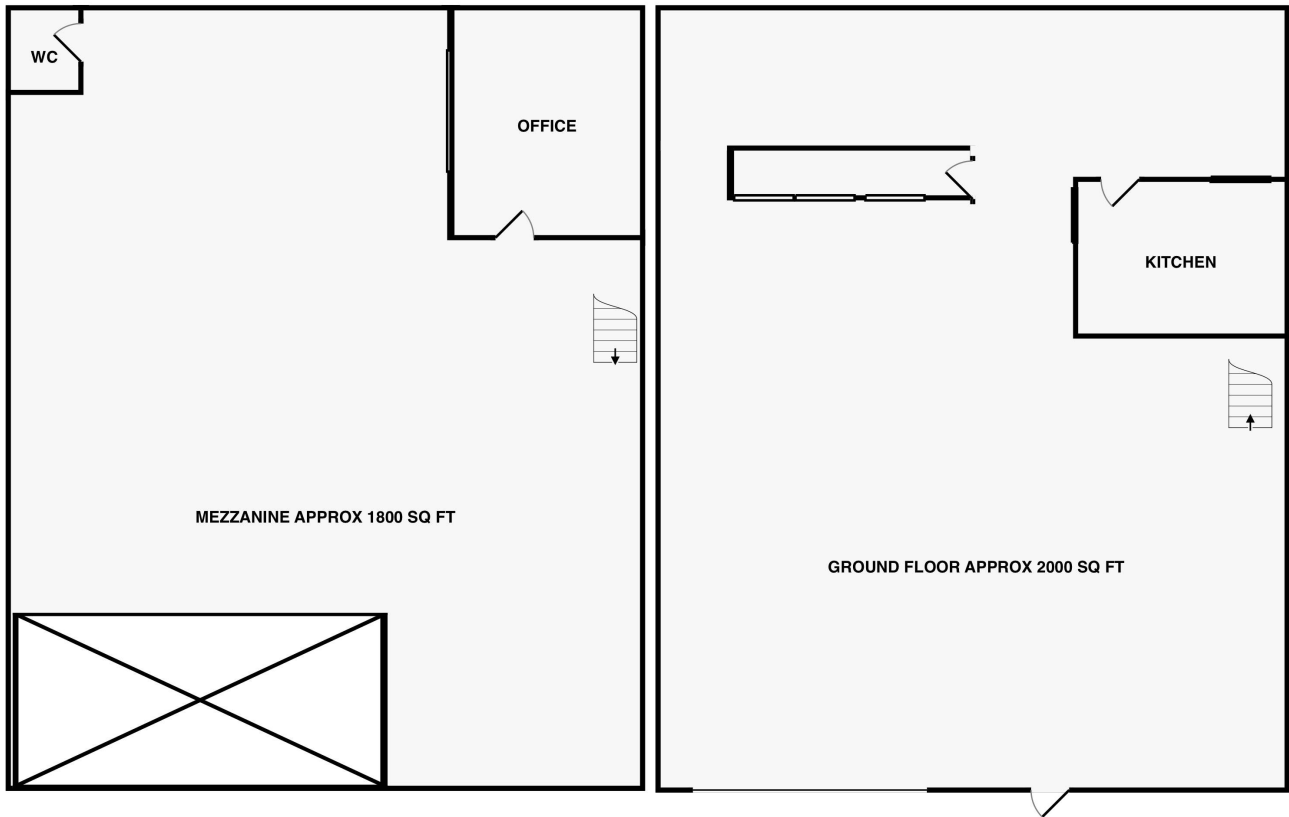 WC
OFFICE
MEZZANINE APPROX 1800 SQ FT
KITCHEN
GROUND FLOOR APPROX 2000 SQ FT